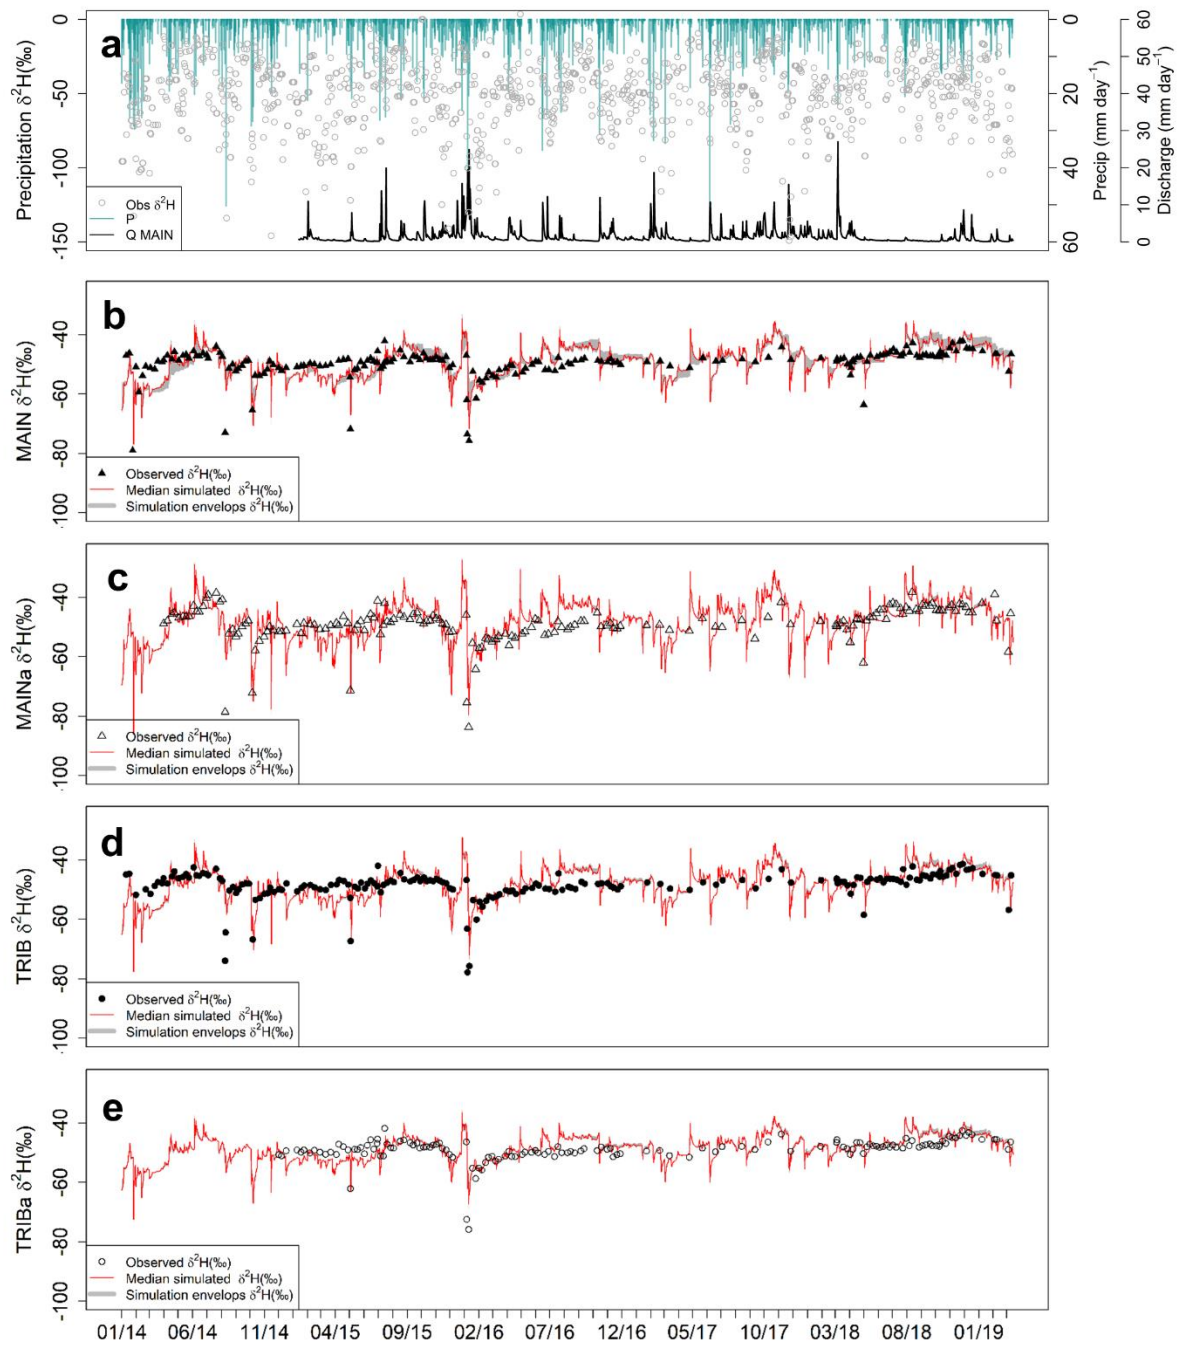 a
Precipitation δ²H(‰)
0
-50
-100
-150
Obs δ²H
P
Q MAIN
0
20
40
60
Precip (mm day⁻¹)
60
50
40
30
20
10
0
Discharge (mm day⁻¹)
b
MAIN δ²H(‰)
-40
-60
-80
-100
Observed δ²H(‰)
Median simulated δ²H(‰)
Simulation envelops δ²H(‰)
c
MAINa δ²H(‰)
-40
-60
-80
-100
Observed δ²H(‰)
Median simulated δ²H(‰)
Simulation envelops δ²H(‰)
d
TRIB δ²H(‰)
-40
-60
-80
-100
Observed δ²H(‰)
Median simulated δ²H(‰)
Simulation envelops δ²H(‰)
e
TRIBa δ²H(‰)
-40
-60
-80
-100
Observed δ²H(‰)
Median simulated δ²H(‰)
Simulation envelops δ²H(‰)
01/14 06/14 11/14 04/15 09/15 02/16 07/16 12/16 05/17 10/17 03/18 08/18 01/19